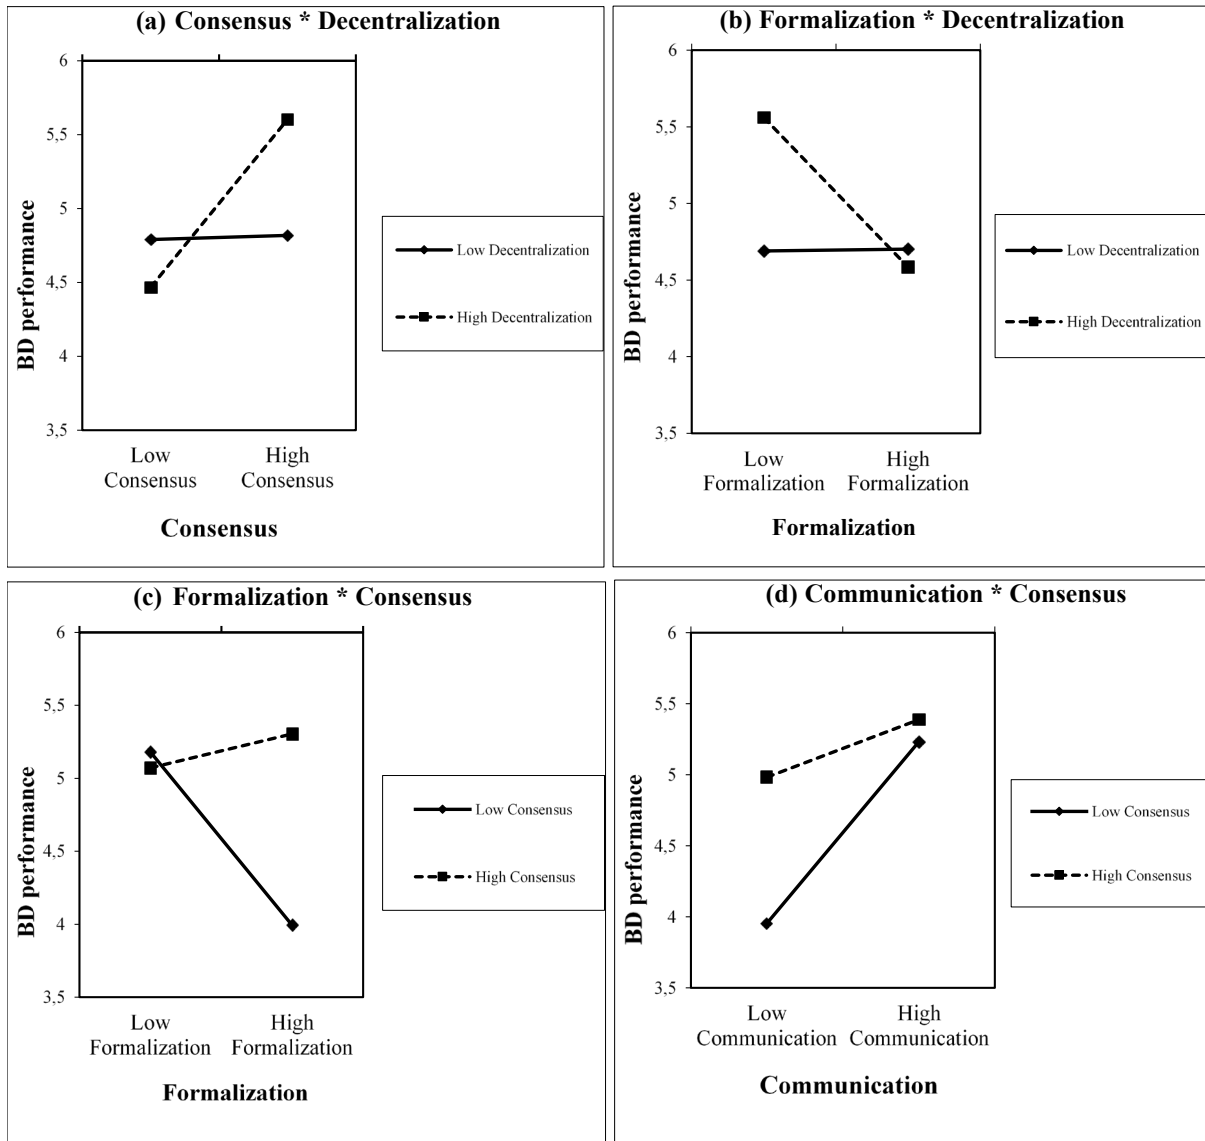 (a) Consensus * Decentralization
6
5,5
5
4,5
4
3,5
BD performance
Low
Consensus
High
Consensus
Consensus
Low Decentralization
High Decentralization
(b) Formalization * Decentralization
6
5,5
5
4,5
4
3,5
BD performance
Low
Formalization
High
Formalization
Formalization
Low Decentralization
High Decentralization
(c) Formalization * Consensus
6
5,5
5
4,5
4
3,5
BD performance
Low
Formalization
High
Formalization
Formalization
Low Consensus
High Consensus
(d) Communication * Consensus
6
5,5
5
4,5
4
3,5
BD performance
Low
Communication
High
Communication
Communication
Low Consensus
High Consensus